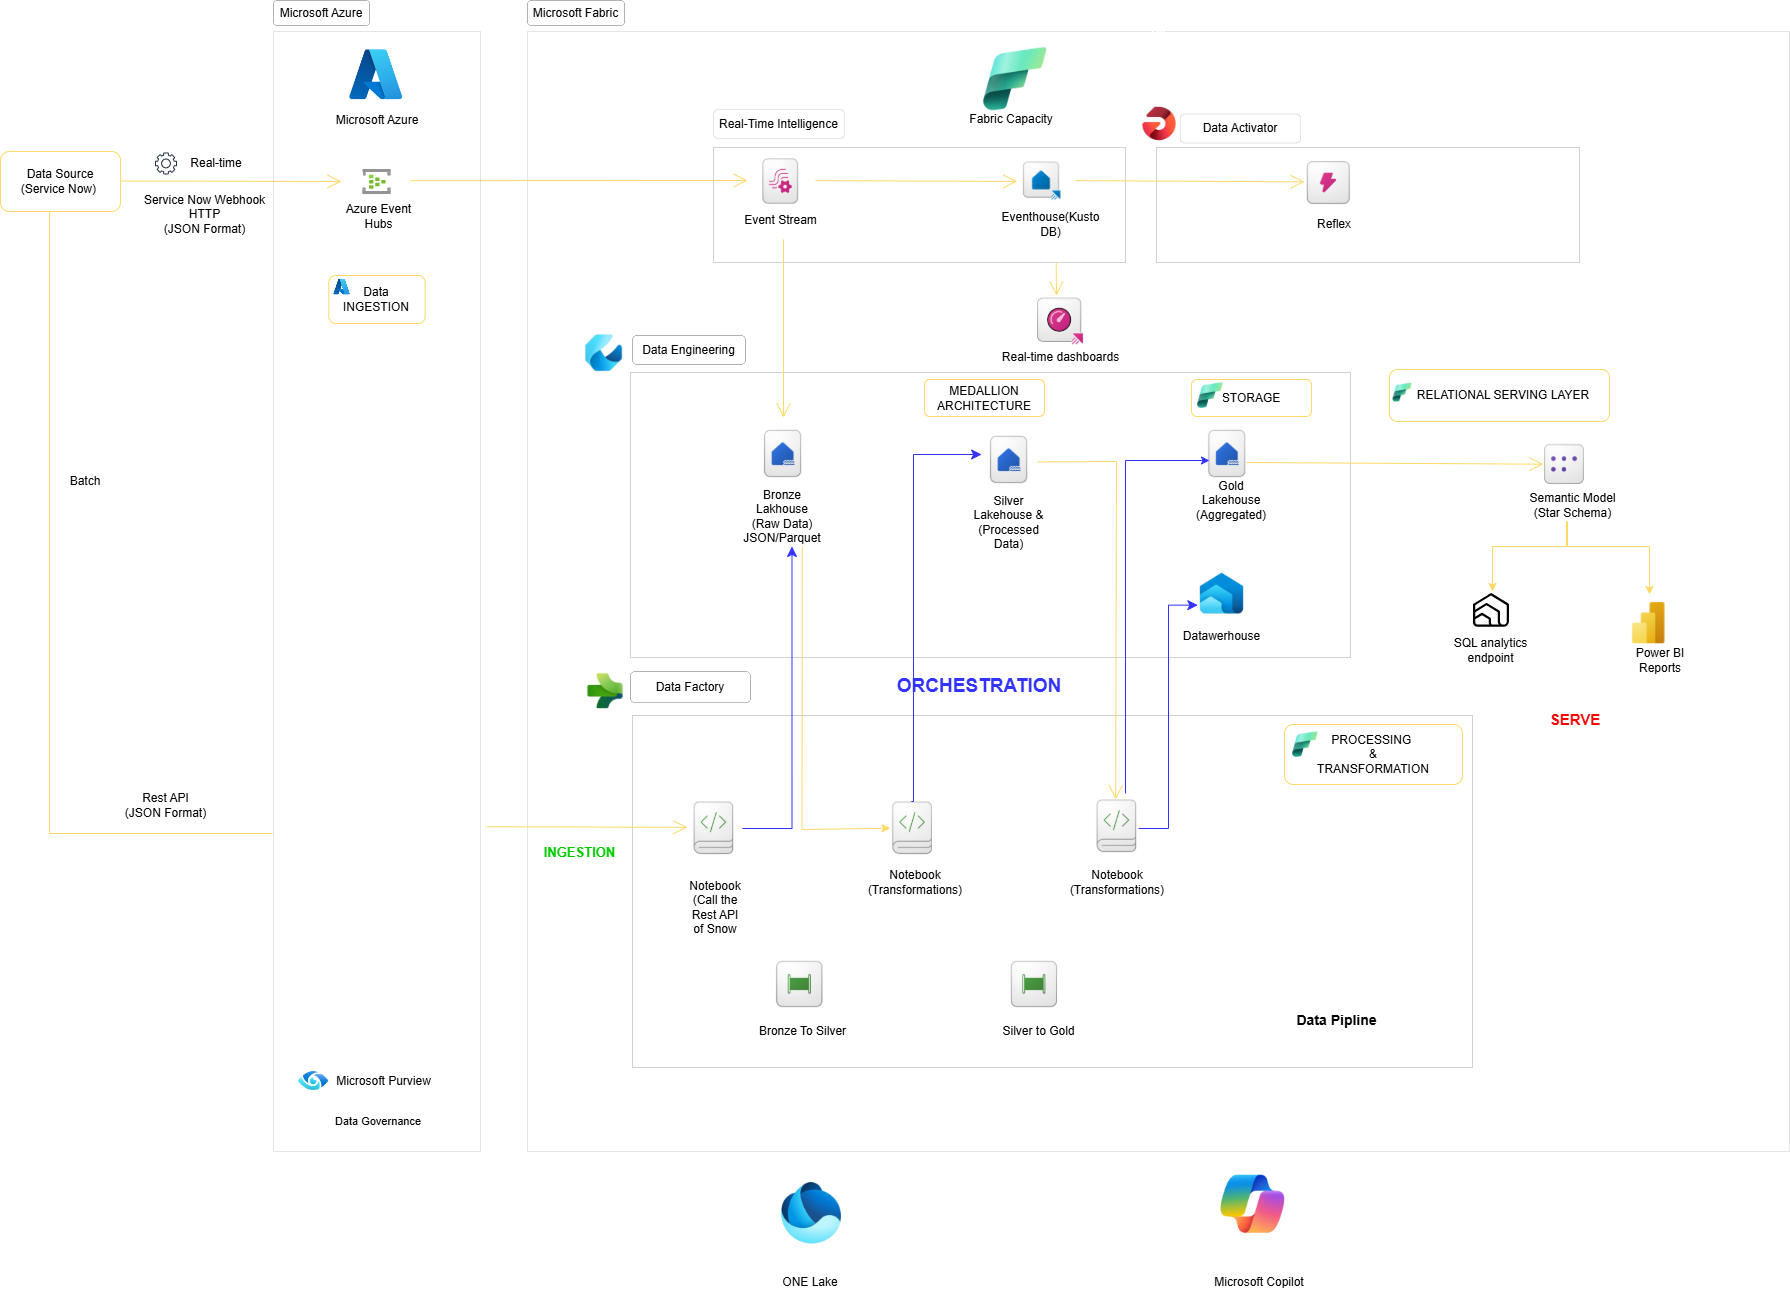 Microsoft Azure
Microsoft Fabric
Microsoft Azure
Fabric Capacity
Real-Time Intelligence
Data Activator
Data Source
(Service Now)
Real-time
Service Now Webhook
HTTP
(JSON Format)
Azure Event
Hubs
Event Stream
Eventhouse(Kusto
DB)
Reflex
Data
INGESTION
Real-time dashboards
Data Engineering
MEDALLION
ARCHITECTURE
STORAGE
RELATIONAL SERVING LAYER
Batch
Bronze
Lakhouse
(Raw Data)
JSON/Parquet
Silver
Lakehouse &
(Processed
Data)
Gold
Lakehouse
(Aggregated)
Semantic Model
(Star Schema)
Datawerhouse
SQL analytics
endpoint
Power BI
Reports
Data Factory
ORCHESTRATION
SERVE
PROCESSING
&
TRANSFORMATION
Rest API
(JSON Format)
INGESTION
Notebook
(Call the
Rest API
of Snow
Notebook
(Transformations)
Notebook
(Transformations)
Bronze To Silver
Silver to Gold
Data Pipline
Microsoft Purview
Data Governance
ONE Lake
Microsoft Copilot